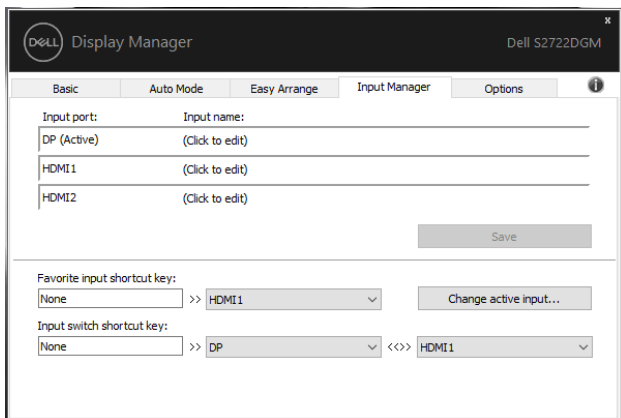 x
DELL Display Manager Dell S2722DGM
Basic Auto Mode Easy Arrange Input Manager Options i
Input port: Input name:
DP (Active) (Click to edit)
HDMI1 (Click to edit)
HDMI2 (Click to edit)
Save
Favorite input shortcut key:
None >> HDMI1 Change active input...
Input switch shortcut key:
None >> DP <<>> HDMI1